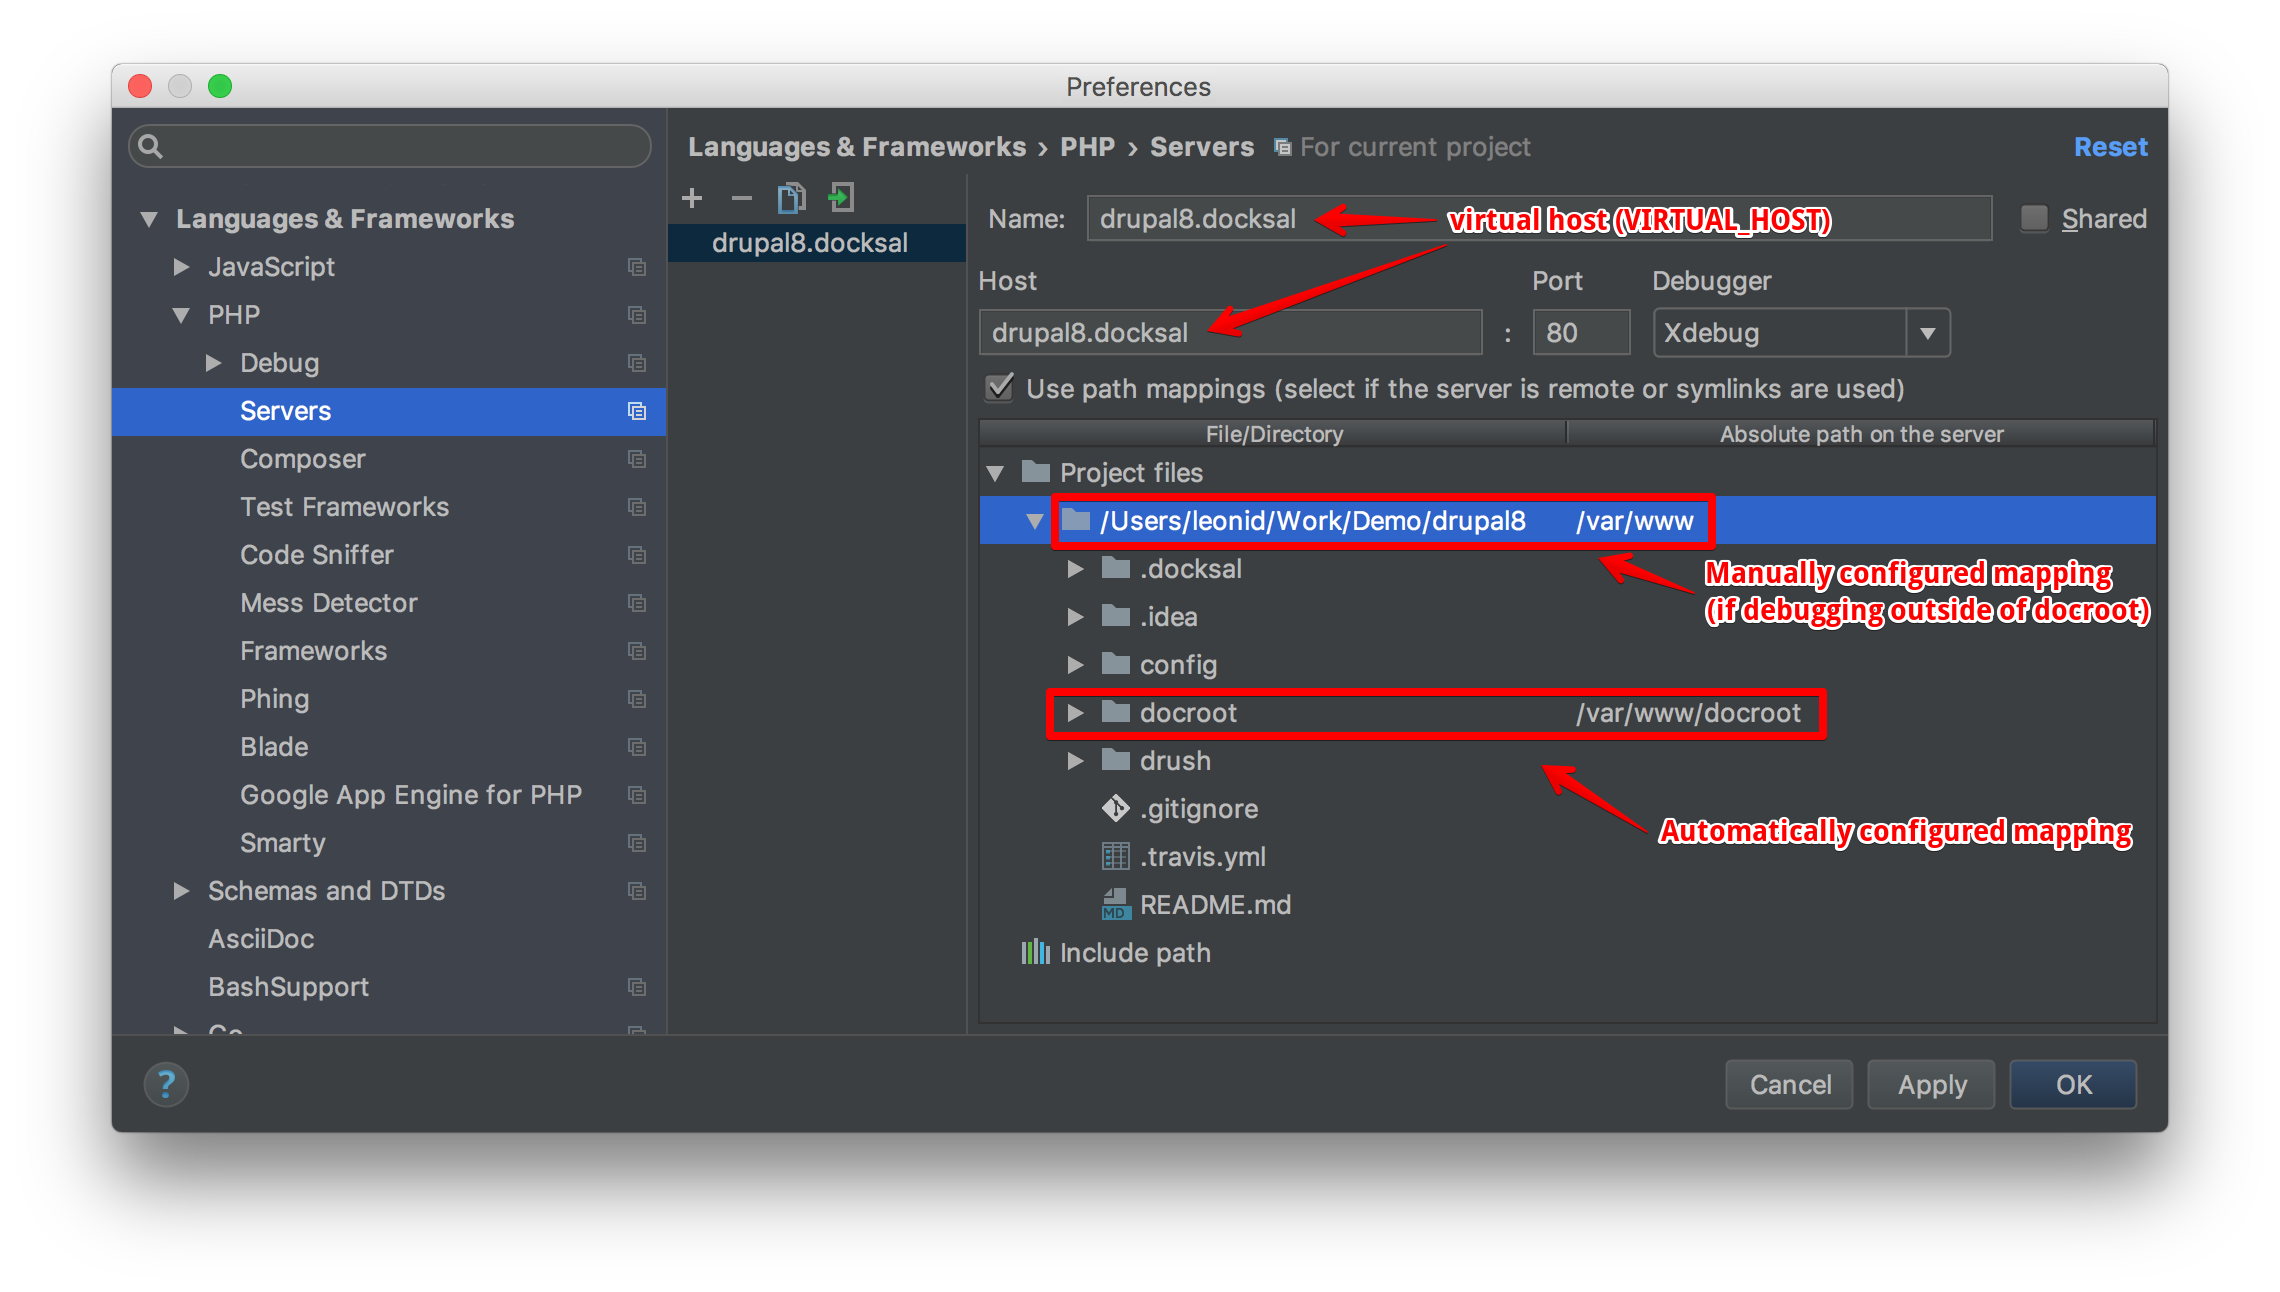 Preferences
Languages & Frameworks › PHP › Servers For current project Reset
Languages & Frameworks
JavaScript
PHP
Debug
Servers
Composer
Test Frameworks
Code Sniffer
Mess Detector
Frameworks
Phing
Blade
Google App Engine for PHP
Smarty
Schemas and DTDs
AsciiDoc
BashSupport
Go
drupal8.docksal
Name: drupal8.docksal virtual host (VIRTUAL_HOST) Shared
Host Port Debugger
drupal8.docksal : 80 Xdebug
Use path mappings (select if the server is remote or symlinks are used)
File/Directory Absolute path on the server
Project files
/Users/leonid/Work/Demo/drupal8 /var/www
.docksal
Manually configured mapping
(if debugging outside of docroot)
.idea
config
docroot /var/www/docroot
drush
.gitignore
Automatically configured mapping
.travis.yml
MD README.md
Include path
? Cancel Apply OK